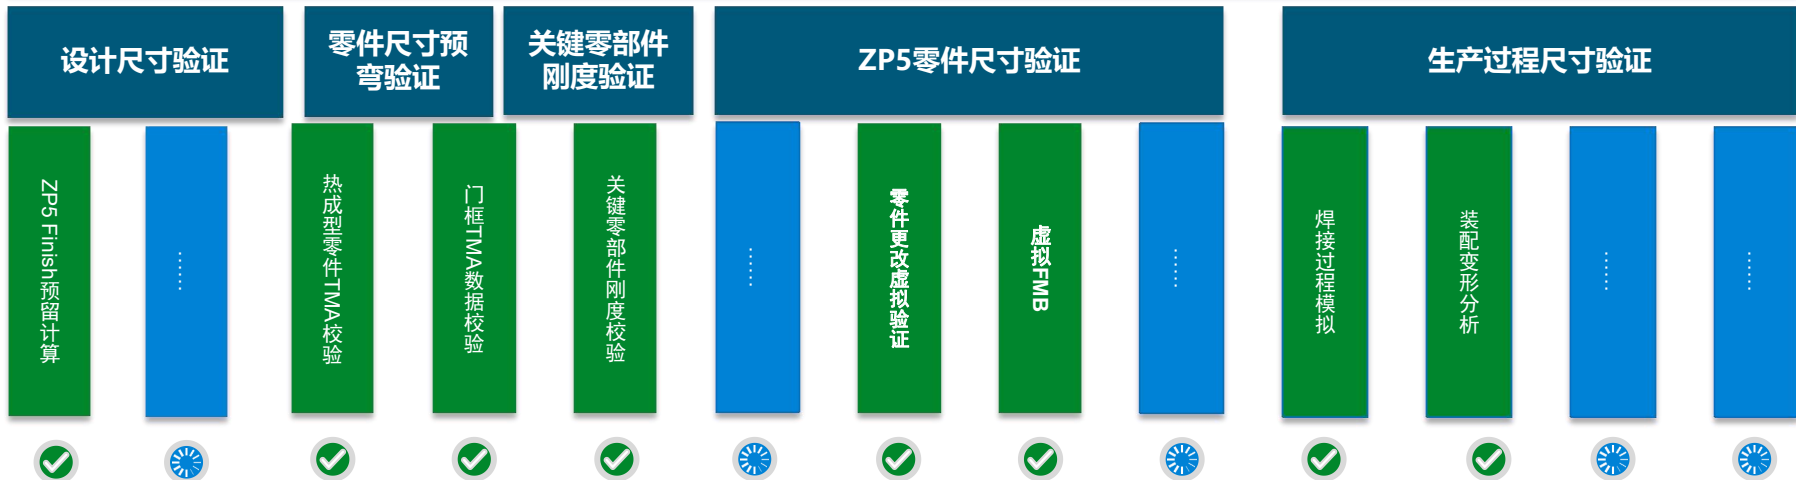 设计尺寸验证
零件尺寸预
弯验证
关键零部件
刚度验证
ZP5零件尺寸验证
生产过程尺寸验证
ZP5 Finish预留计算
......
热成型零件TMA校验
门框TMA数据校验
关键零部件刚度校验
......
零件更改虚拟验证
虚拟FMB
......
焊接过程模拟
装配变形分析
......
......